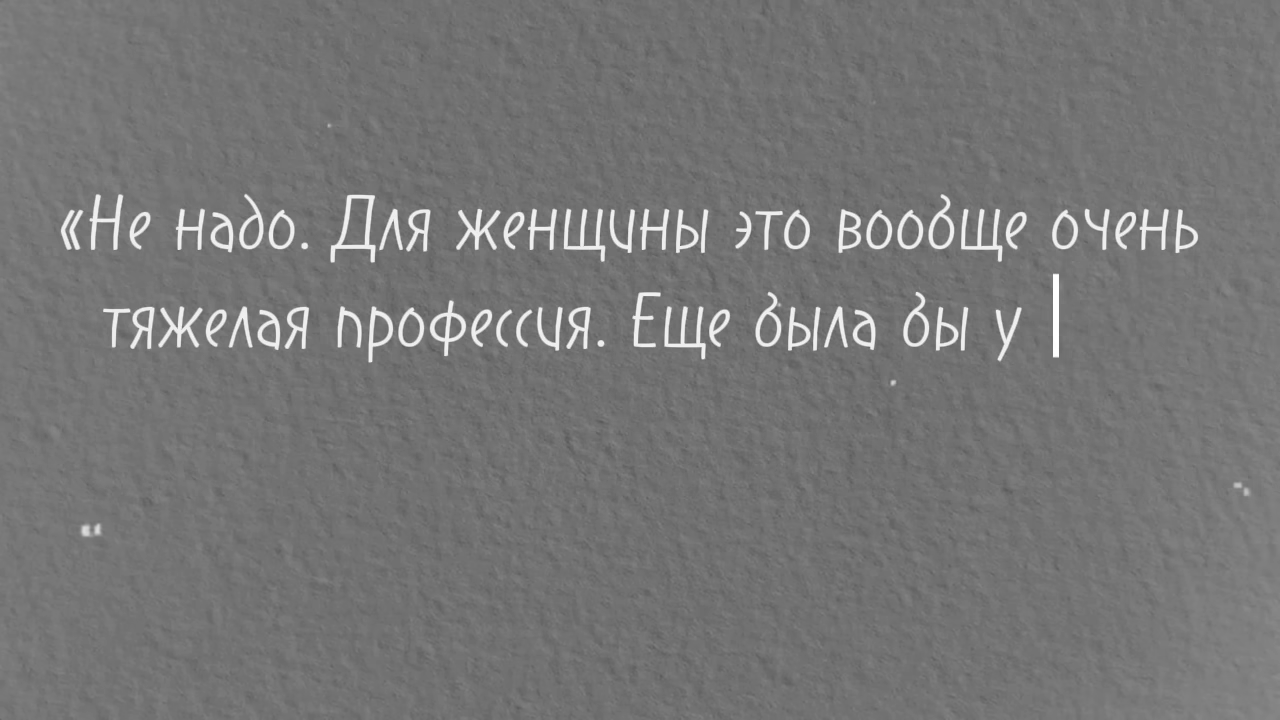 «Не надо. Для женщины это вообще очень
тяжелая профессия. Еще была бы у